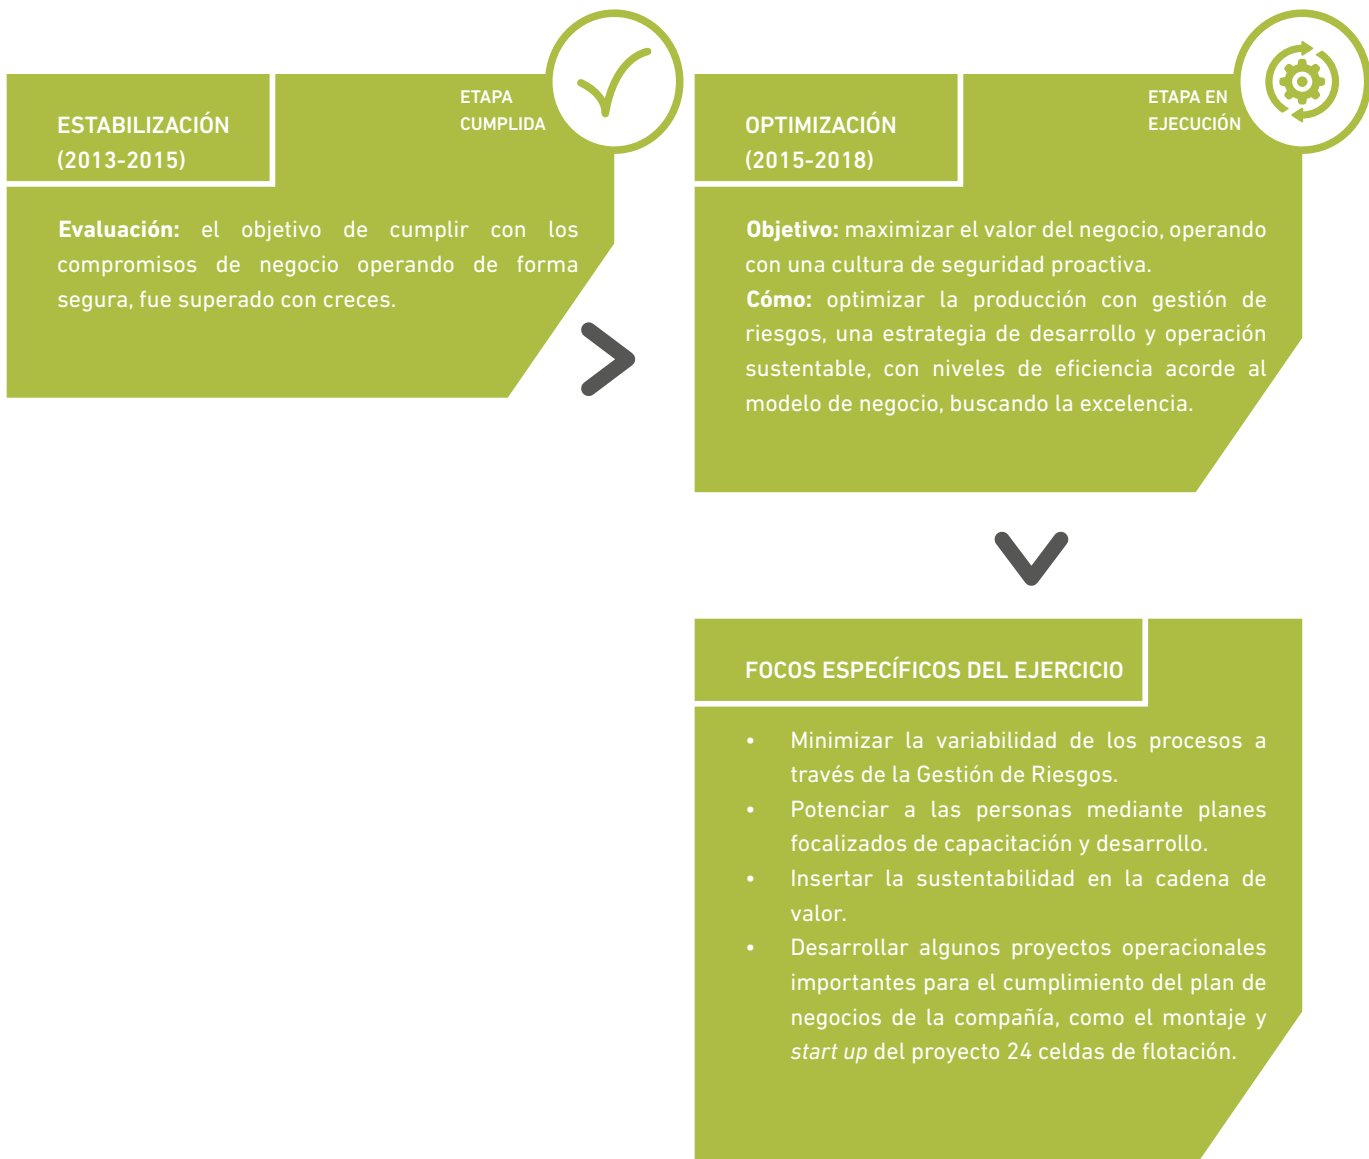 ESTABILIZACIÓN
(2013-2015)
ETAPA
CUMPLIDA
Evaluación: el objetivo de cumplir con los
compromisos de negocio operando de forma
segura, fue superado con creces.
OPTIMIZACIÓN
(2015-2018)
ETAPA EN
EJECUCIÓN
Objetivo: maximizar el valor del negocio, operando
con una cultura de seguridad proactiva.
Cómo: optimizar la producción con gestión de
riesgos, una estrategia de desarrollo y operación
sustentable, con niveles de eficiencia acorde al
modelo de negocio, buscando la excelencia.
FOCOS ESPECÍFICOS DEL EJERCICIO
• Minimizar la variabilidad de los procesos a
través de la Gestión de Riesgos.
• Potenciar a las personas mediante planes
focalizados de capacitación y desarrollo.
• Insertar la sustentabilidad en la cadena de
valor.
• Desarrollar algunos proyectos operacionales
importantes para el cumplimiento del plan de
negocios de la compañía, como el montaje y
start up del proyecto 24 celdas de flotación.